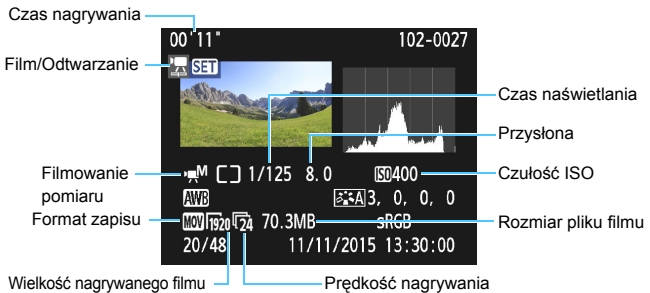 Czas nagrywania
00'11" 102-0027
Film/Odtwarzanie
SET
Czas naświetlania
Przysłona
Filmowanie pomiaru
M 1/125 8.0 ISO 400
Czułość ISO
AWB A 3, 0, 0, 0
Format zapisu
MOV 1920 24 70.3MB sRGB
Rozmiar pliku filmu
20/48 11/11/2015 13:30:00
Wielkość nagrywanego filmu
Prędkość nagrywania